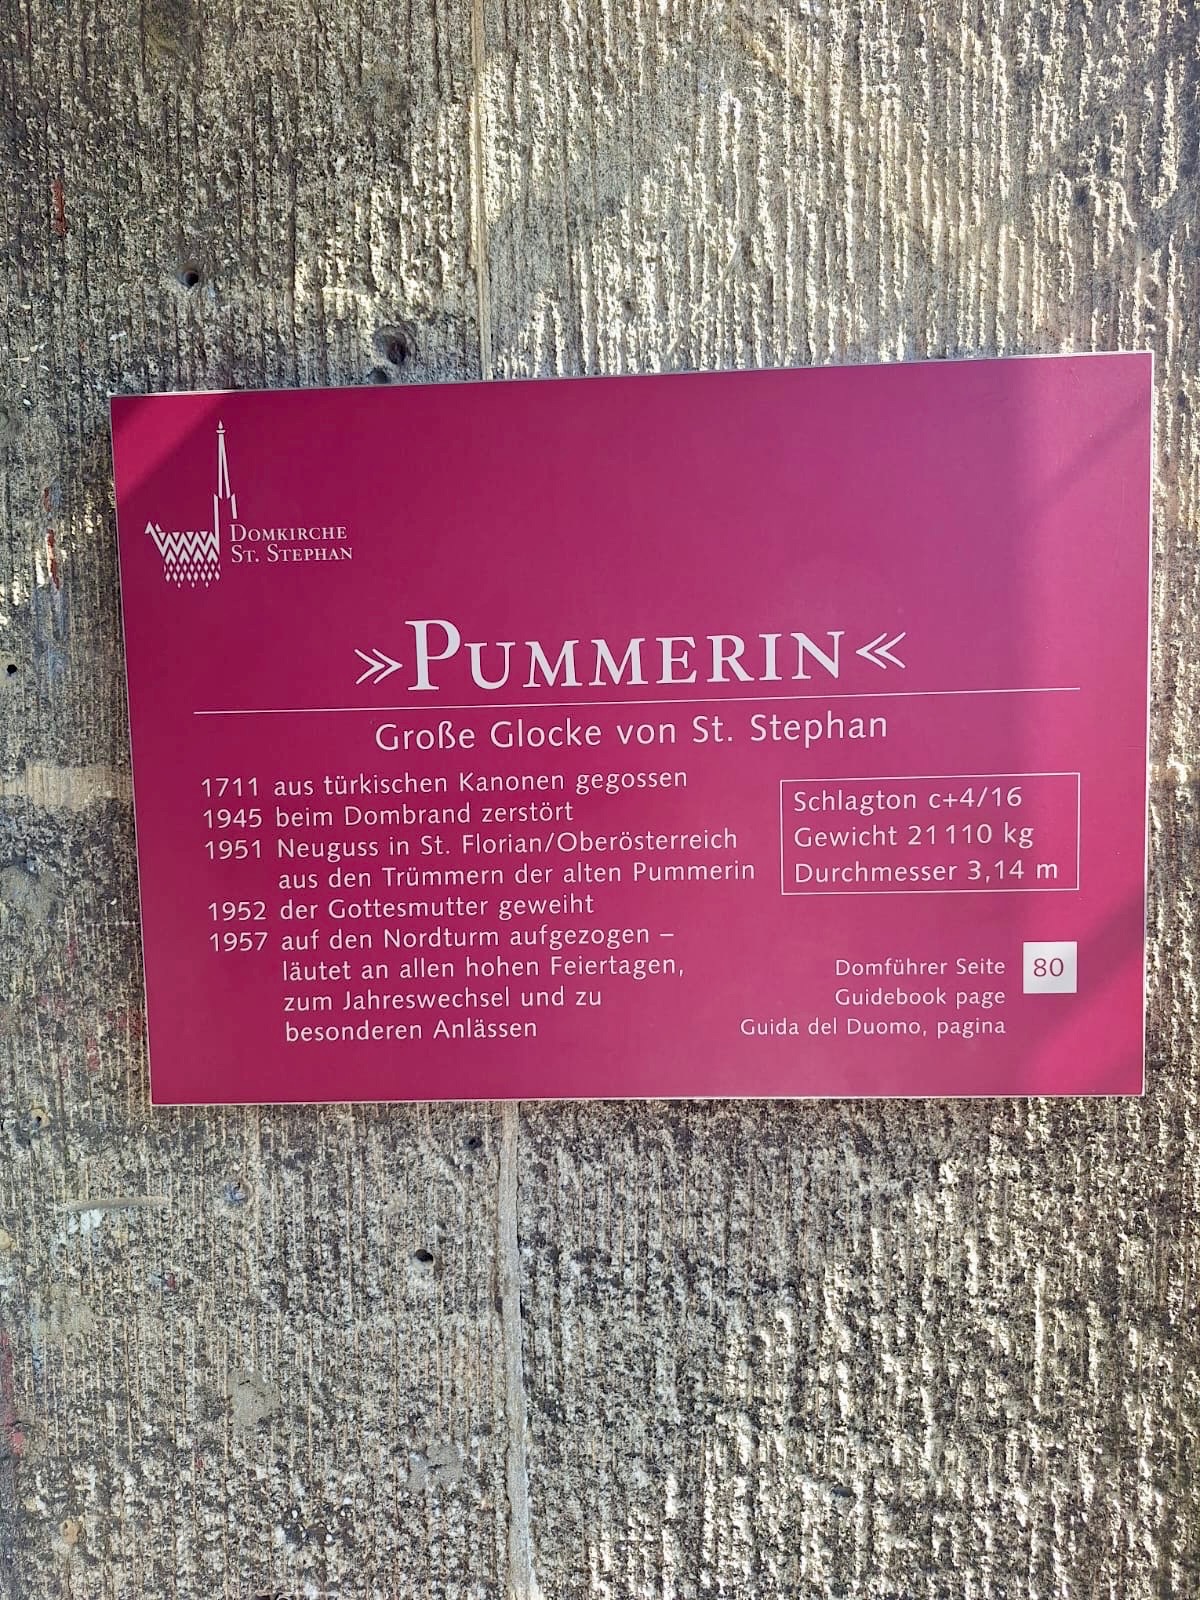 DOMKIRCHE
ST. STEPHAN
»PUMMERIN«
Große Glocke von St. Stephan
1711 aus türkischen Kanonen gegossen
1945 beim Dombrand zerstört
1951 Neuguss in St. Florian/Oberösterreich
aus den Trümmern der alten Pummerin
1952 der Gottesmutter geweiht
1957 auf den Nordturm aufgezogen –
läutet an allen hohen Feiertagen,
zum Jahreswechsel und zu
besonderen Anlässen
Schlagton c+4/16
Gewicht 21 110 kg
Durchmesser 3,14 m
Domführer Seite 80
Guidebook page
Guida del Duomo, pagina